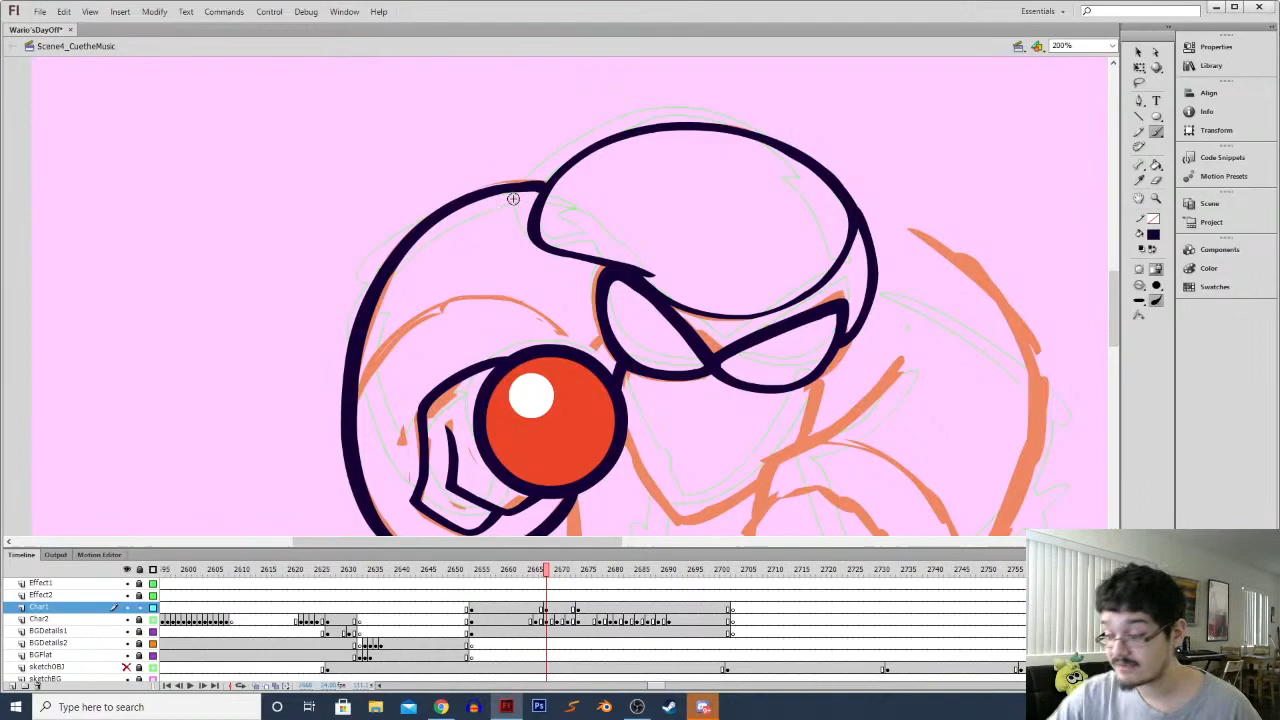 File Edit View Insert Modify Text Commands Control Debug Window Help
Essentials
Wario'sDayOff*
Scene4_CuetheMusic
200%
Properties
Library
Align
Info
Transform
Code Snippets
Motion Presets
Scene
Project
Components
Color
Swatches
Timeline Output Motion Editor
2600 2605 2610 2615 2620 2625 2630 2635 2640 2645 2650 2655 2660 2665 2670 2675 2680 2685 2690 2695 2700 2705 2710 2715 2720 2725 2730 2735 2740 2745 2750 2755
Effect1
Effect2
Char1
Char2
BGDetails1
BGDetails2
BGFlat
sketchOBJ
sketchBG
Type here to search